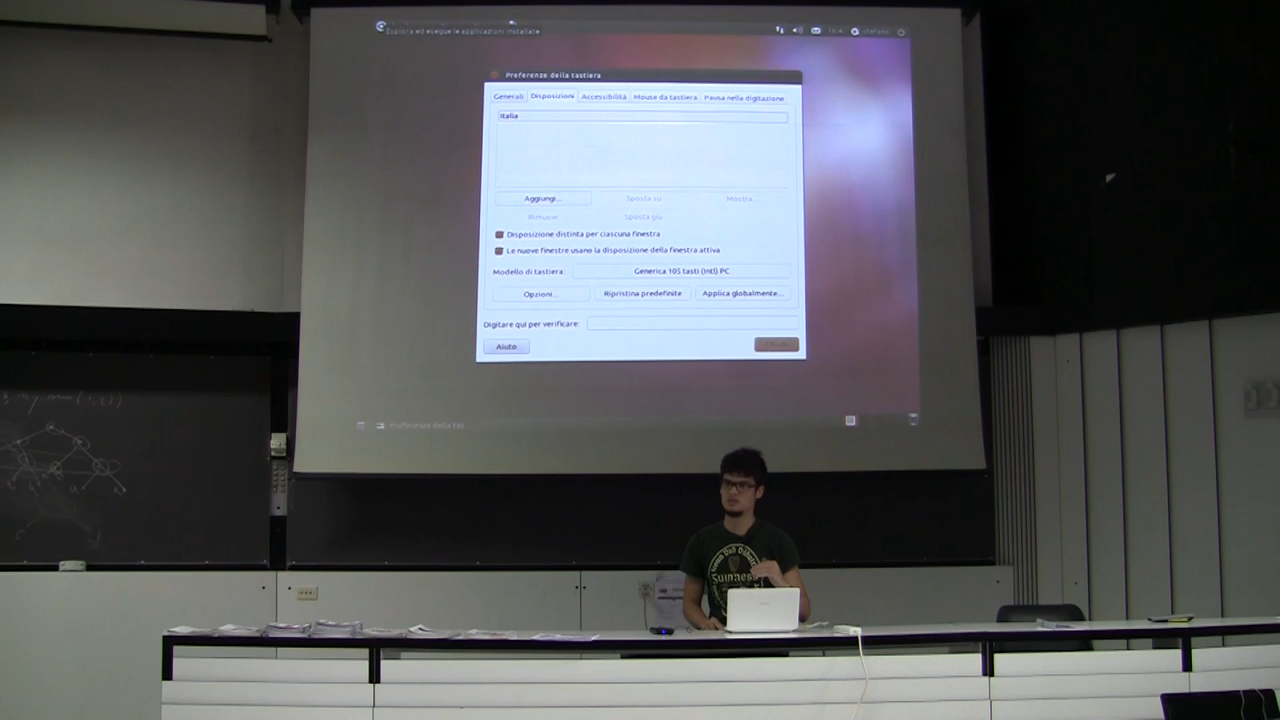 Esplora ed esegue le applicazioni installate
stefano
Preferenze della tastiera
Generali Disposizioni Accessibilità Mouse da tastiera Pausa nella digitazione
Italia
Aggiungi... Sposta su Mostra...
Rimuovi Sposta giù
Disposizione distinta per ciascuna finestra
Le nuove finestre usano la disposizione della finestra attiva
Modello di tastiera: Generica 105 tasti (Intl) PC
Opzioni... Ripristina predefinite Applica globalmente...
Digitare qui per verificare:
Aiuto Chiudi
Preferenze della tas...
Guinness